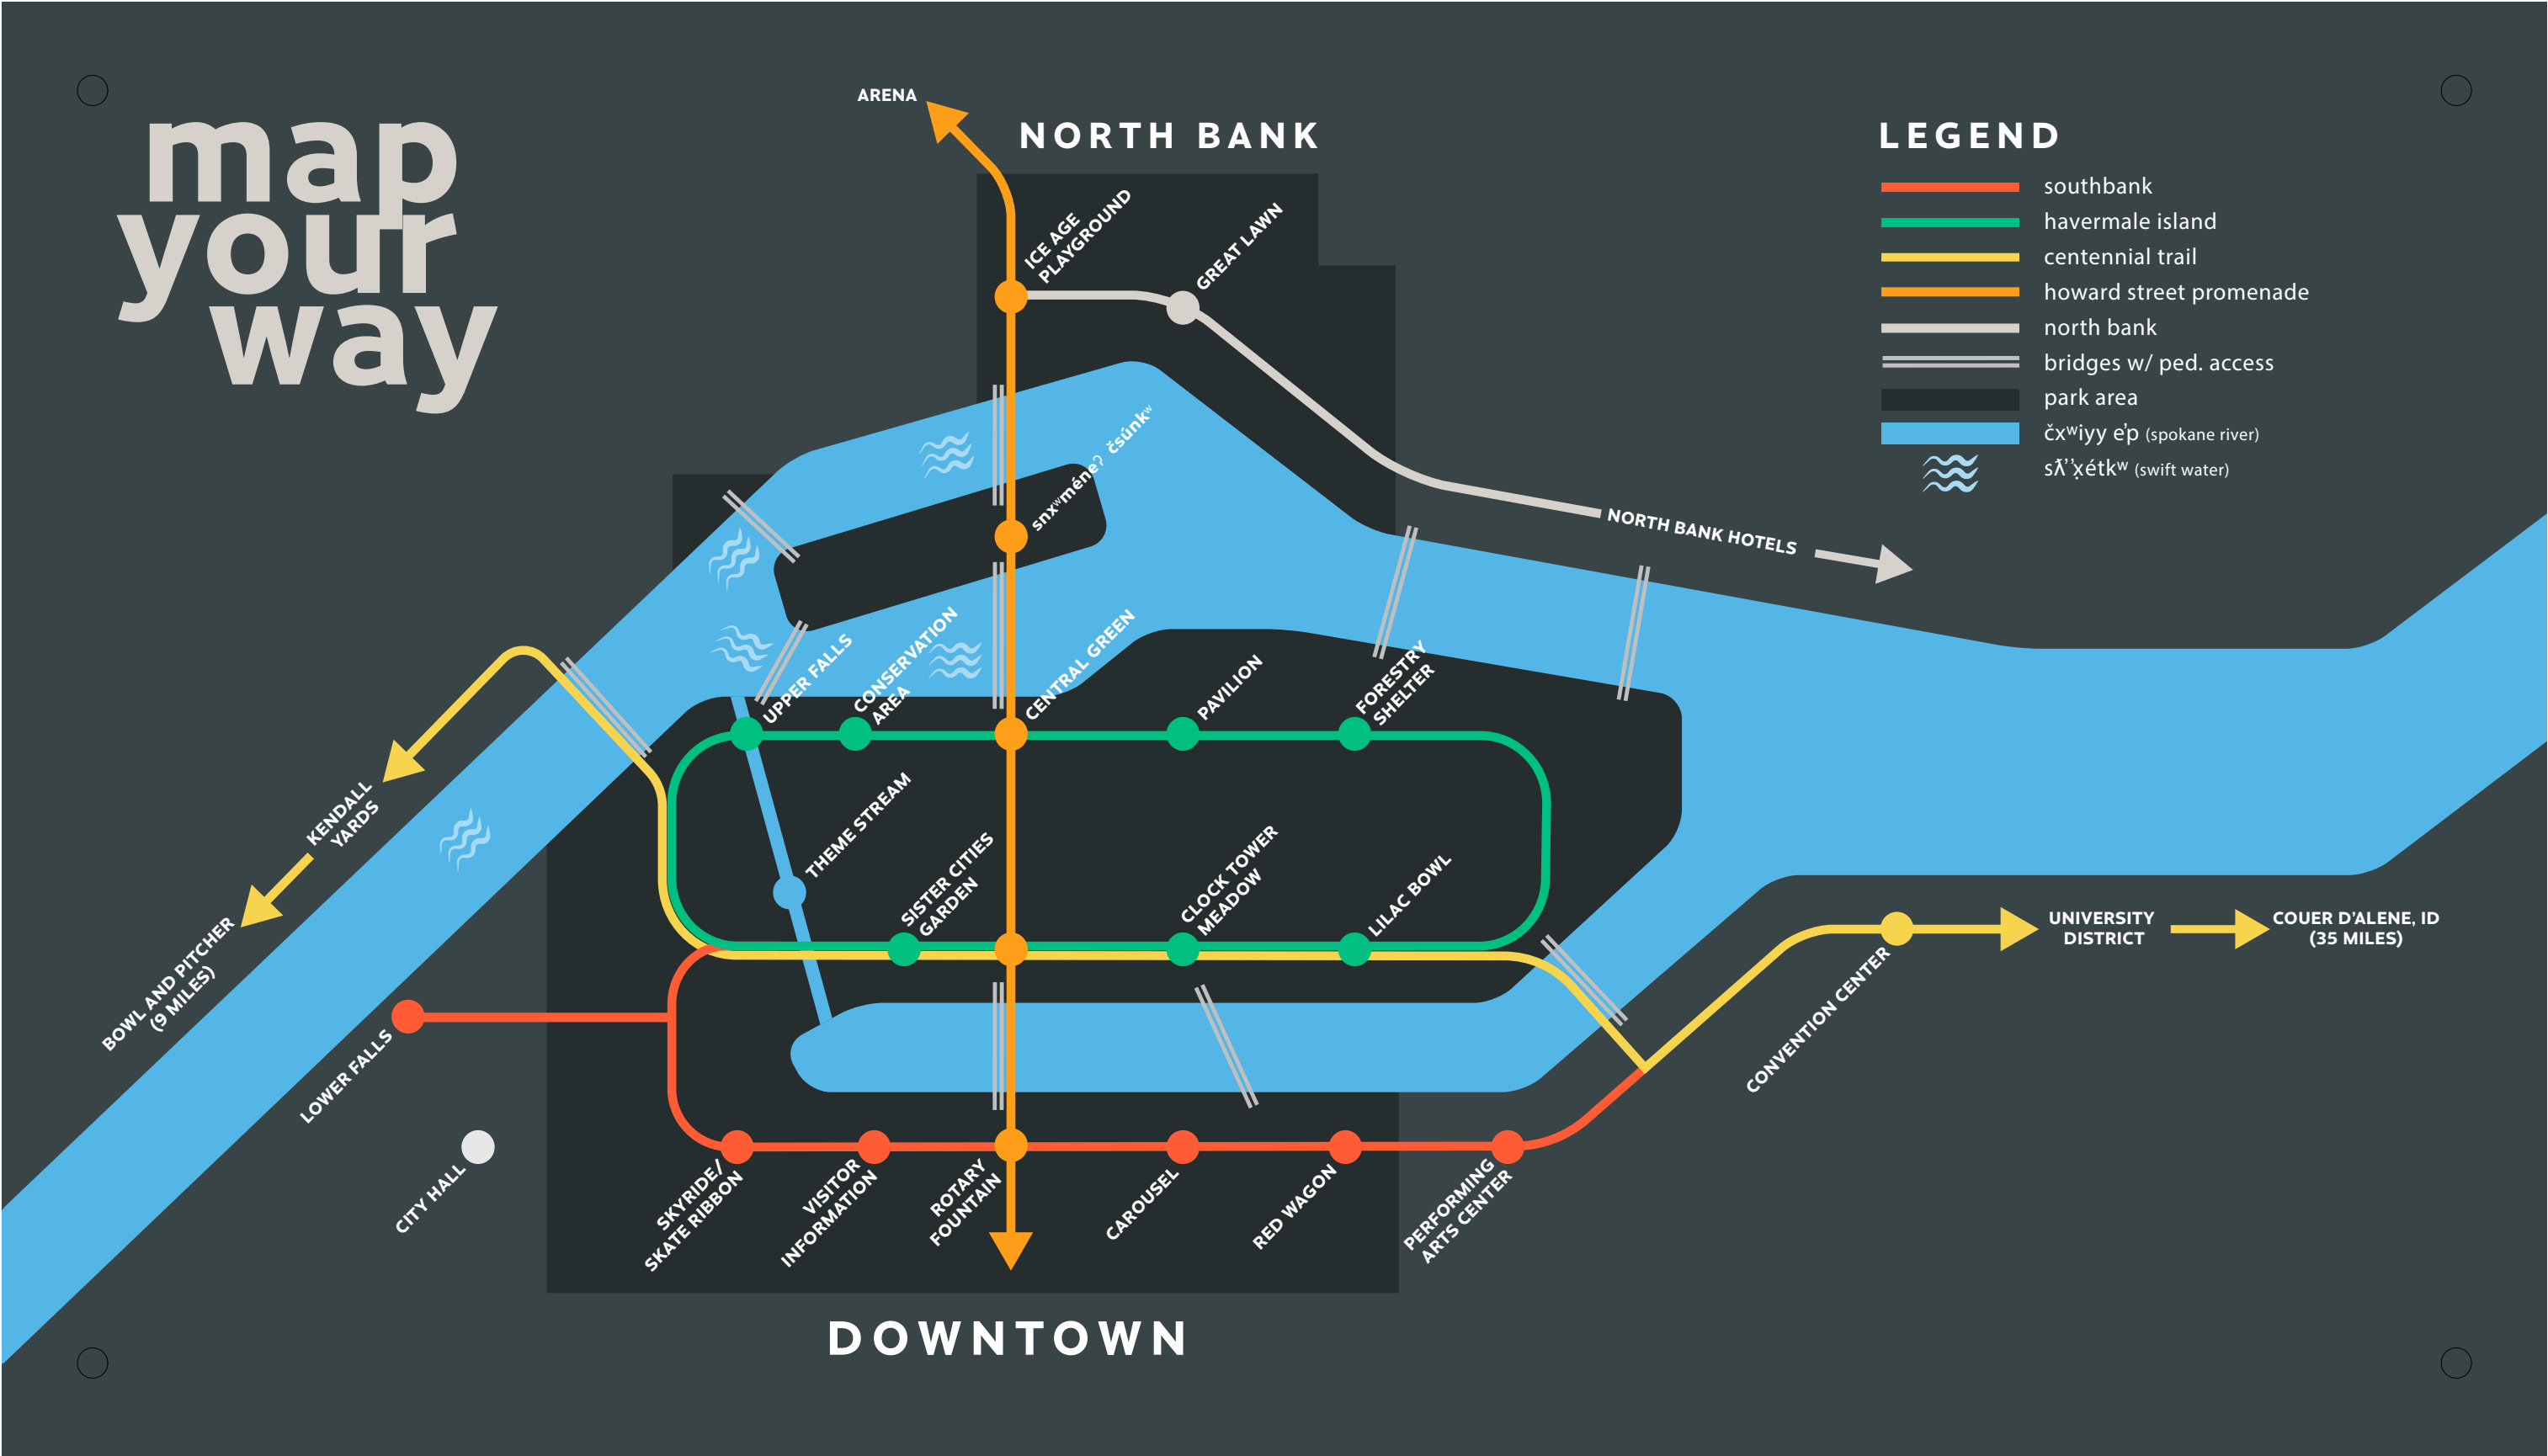 map
your
way
ARENA
NORTH BANK
LEGEND
southbank
havermale island
centennial trail
howard street promenade
north bank
bridges w/ ped. access
park area
čxʷiyy e̓p (spokane river)
sƛ̓x̣étkʷ (swift water)
ICE AGE
PLAYGROUND
GREAT LAWN
snxʷméneɂ čsúnkʷ
NORTH BANK HOTELS
UPPER FALLS
CONSERVATION
AREA
CENTRAL GREEN
PAVILION
FORESTRY
SHELTER
KENDALL
YARDS
THEME STREAM
SISTER CITIES
GARDEN
CLOCK TOWER
MEADOW
LILAC BOWL
BOWL AND PITCHER
(9 MILES)
UNIVERSITY
DISTRICT
COUER D'ALENE, ID
(35 MILES)
CONVENTION CENTER
LOWER FALLS
CITY HALL
SKYRIDE/
SKATE RIBBON
VISITOR
INFORMATION
ROTARY
FOUNTAIN
CAROUSEL
RED WAGON
PERFORMING
ARTS CENTER
DOWNTOWN